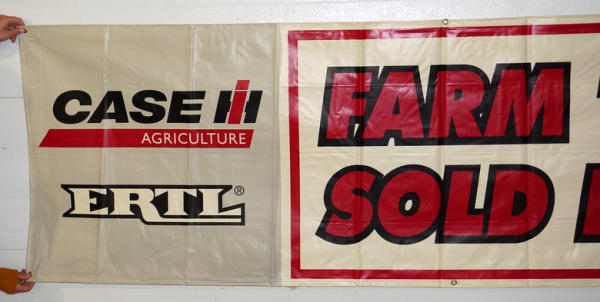 CASE IH
AGRICULTURE
ERTL®
FARM
SOLD